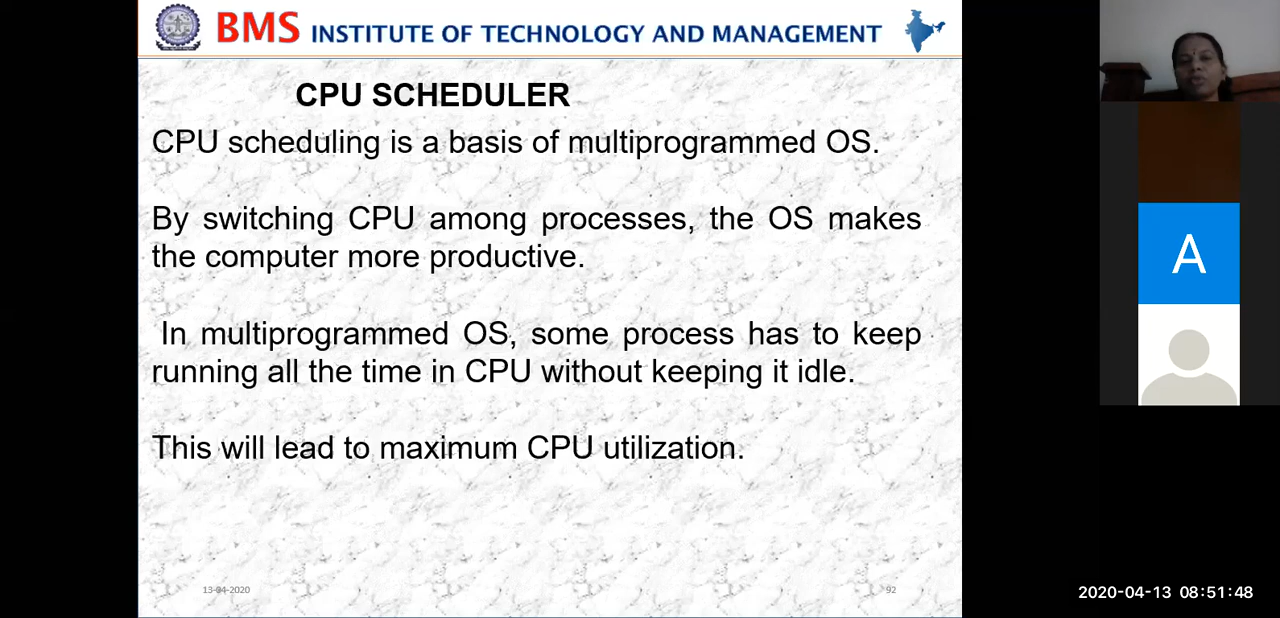 BMS INSTITUTE OF TECHNOLOGY AND MANAGEMENT
CPU SCHEDULER
CPU scheduling is a basis of multiprogrammed OS.
By switching CPU among processes, the OS makes
the computer more productive.
In multiprogrammed OS, some process has to keep
running all the time in CPU without keeping it idle.
This will lead to maximum CPU utilization.
13-04-2020
92
A
2020-04-13 08:51:48